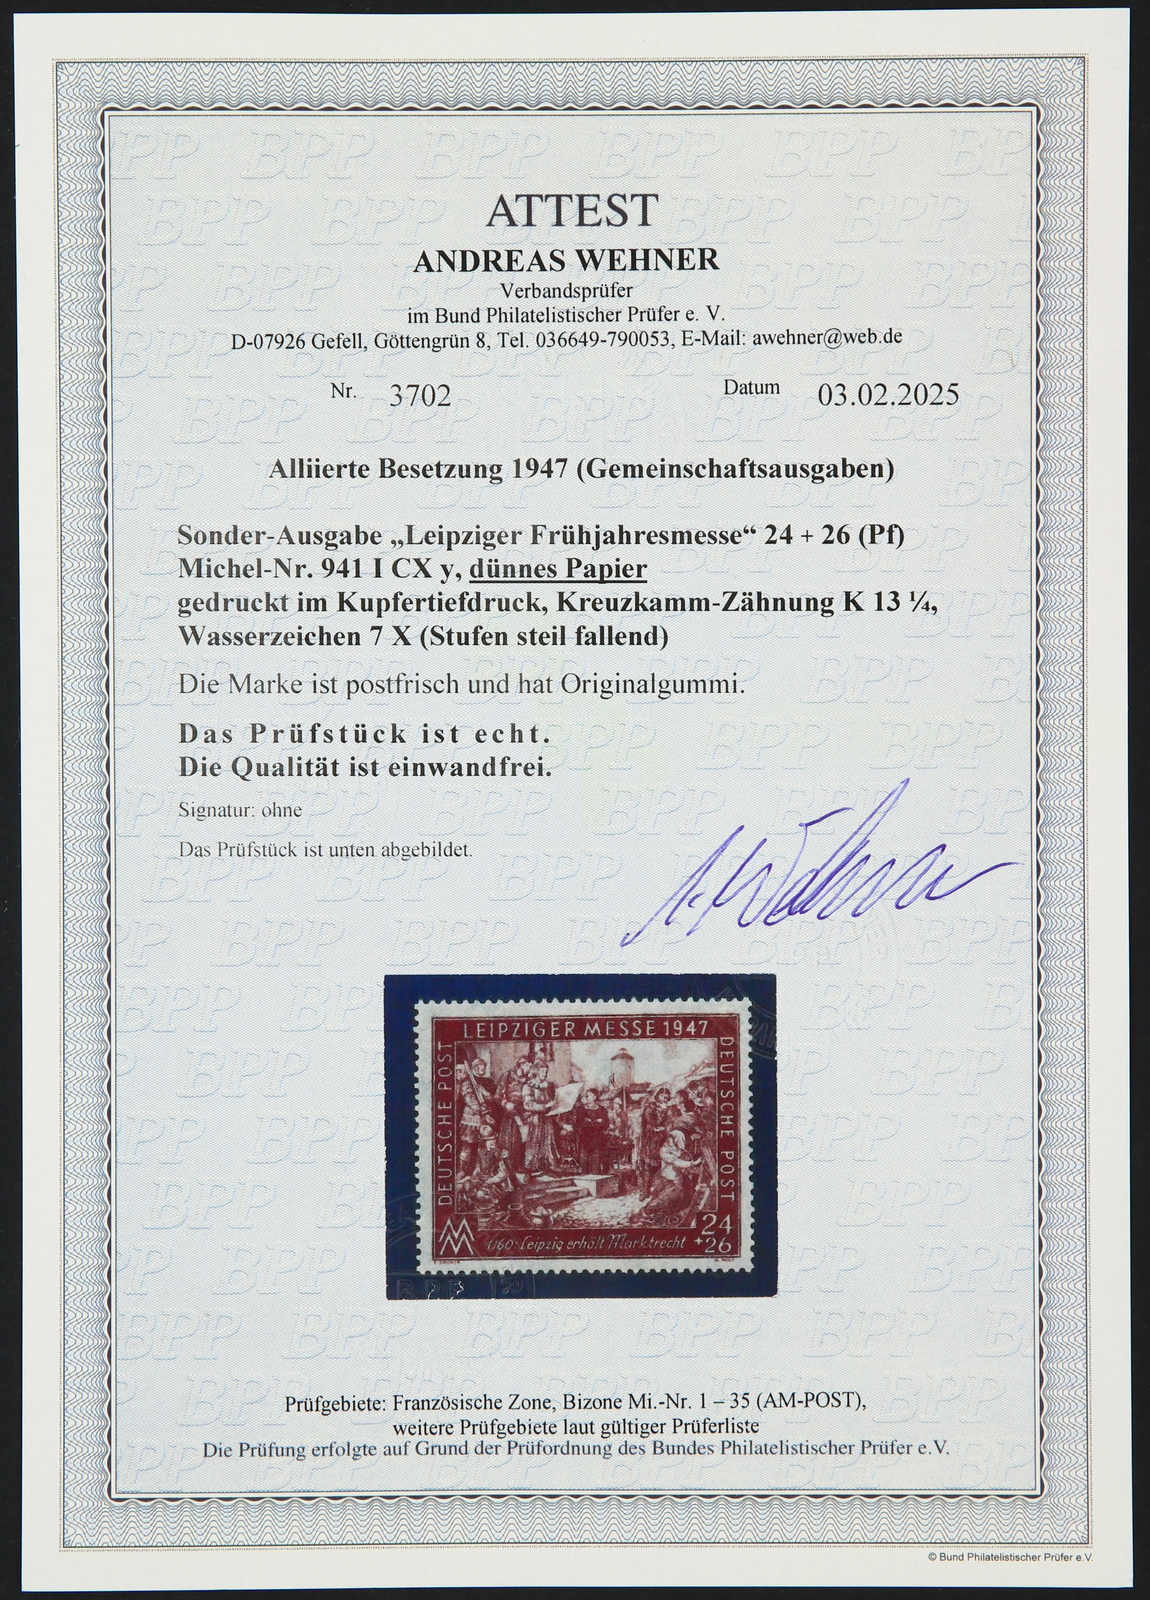 ATTEST
ANDREAS WEHNER
Verbandsprüfer
im Bund Philatelistischer Prüfer e. V.
D-07926 Gefell, Göttengrün 8, Tel. 036649-790053, E-Mail: awehner@web.de
Nr. 3702 Datum 03.02.2025
Alliierte Besetzung 1947 (Gemeinschaftsausgaben)
Sonder-Ausgabe „Leipziger Frühjahresmesse“ 24 + 26 (Pf)
Michel-Nr. 941 I CX y, dünnes Papier
gedruckt im Kupfertiefdruck, Kreuzkamm-Zähnung K 13 ¼,
Wasserzeichen 7 X (Stufen steil fallend)
Die Marke ist postfrisch und hat Originalgummi.
Das Prüfstück ist echt.
Die Qualität ist einwandfrei.
Signatur: ohne
Das Prüfstück ist unten abgebildet.
A. Wehner
LEIPZIGER MESSE 1947
DEUTSCHE POST
DEUTSCHE POST
24
+26
1160: Leipzig erhält Marktrecht
BPP
Prüfgebiete: Französische Zone, Bizone Mi.-Nr. 1 – 35 (AM-POST),
weitere Prüfgebiete laut gültiger Prüferliste
Die Prüfung erfolgte auf Grund der Prüfordnung des Bundes Philatelistischer Prüfer e.V.
© Bund Philatelistischer Prüfer e.V.